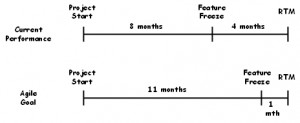 Project
Start
Feature
Freeze
RTM
Current
Performance
8 months
4 months
Project
Start
Feature
Freeze
RTM
Agile
Goal
11 months
1
mth